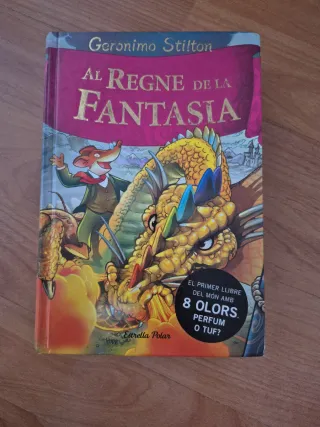 Geronimo Stilton
AL REGNE DE LA
FANTASIA
EL PRIMER LLIBRE
DEL MÓN AMB
8 OLORS.
PERFUM
O TUF?
Estrella Polar